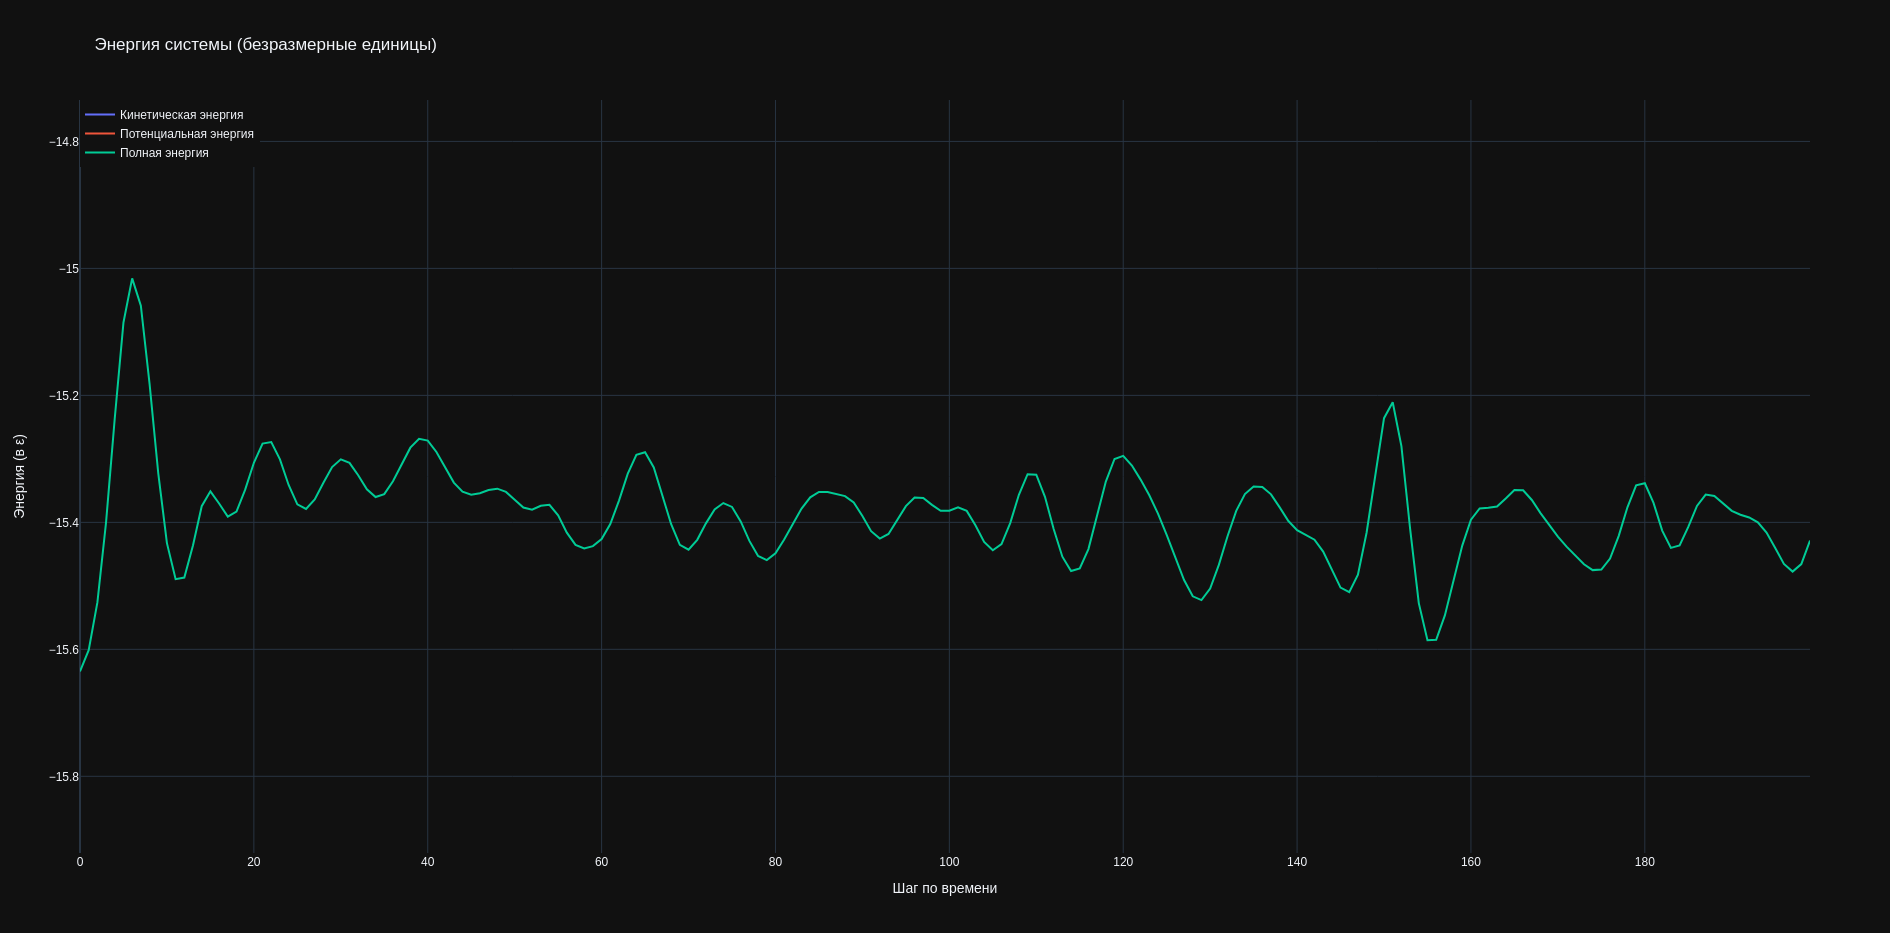 Энергия системы (безразмерные единицы)
Кинетическая энергия
Потенциальная энергия
Полная энергия
−14.8
−15
−15.2
−15.4
−15.6
−15.8
Энергия (в ε)
0 20 40 60 80 100 120 140 160 180
Шаг по времени